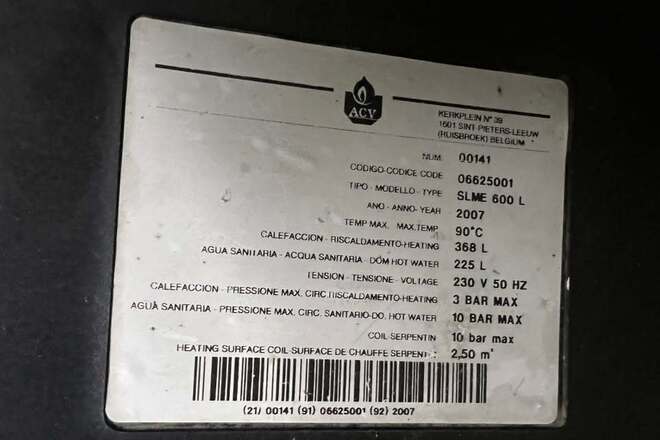 ACV
KERKPLEIN N° 39
1601 SINT-PIETERS-LEEUW
(RUISBROEK) BELGIUM
NUM. 00141
CODIGO-CODICE CODE 06625001
TIPO - MODELLO - TYPE SLME 600 L
ANO - ANNO - YEAR 2007
TEMP MAX. MAX.TEMP 90°C
CALEFACCION - RISCALDAMENTO-HEATING 368 L
AGUA SANITARIA - ACQUA SANITARIA - DOM HOT WATER 225 L
TENSION - TENSIONE - VOLTAGE 230 V 50 HZ
CALEFACCION - PRESSIONE MAX. CIRC RISCALDAMENTO-HEATING 3 BAR MAX
AGUA SANITARIA - PRESSIONE MAX. CIRC. SANITARIO-DO. HOT WATER 10 BAR MAX
COIL-SERPENTIN 10 bar max
HEATING SURFACE COIL-SURFACE DE CHAUFFE SERPENT : 2,50 m²
(21) 00141 (91) 06625001 (92) 2007